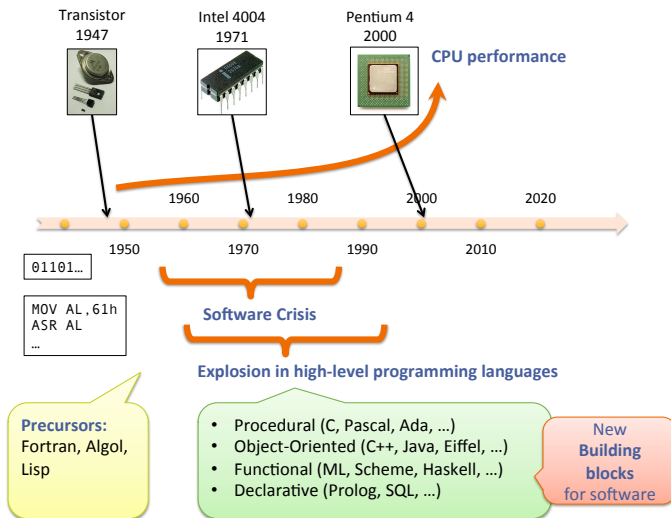 Transistor
1947
Intel 4004
1971
Pentium 4
2000
CPU performance
1960
1980
2000
2020
1950
1970
1990
2010
01101…
MOV AL,61h
ASR AL
…
Software Crisis
Explosion in high-level programming languages
Precursors:
Fortran, Algol,
Lisp
• Procedural (C, Pascal, Ada, …)
• Object-Oriented (C++, Java, Eiffel, …)
• Functional (ML, Scheme, Haskell, …)
• Declarative (Prolog, SQL, …)
New
Building
blocks
for software